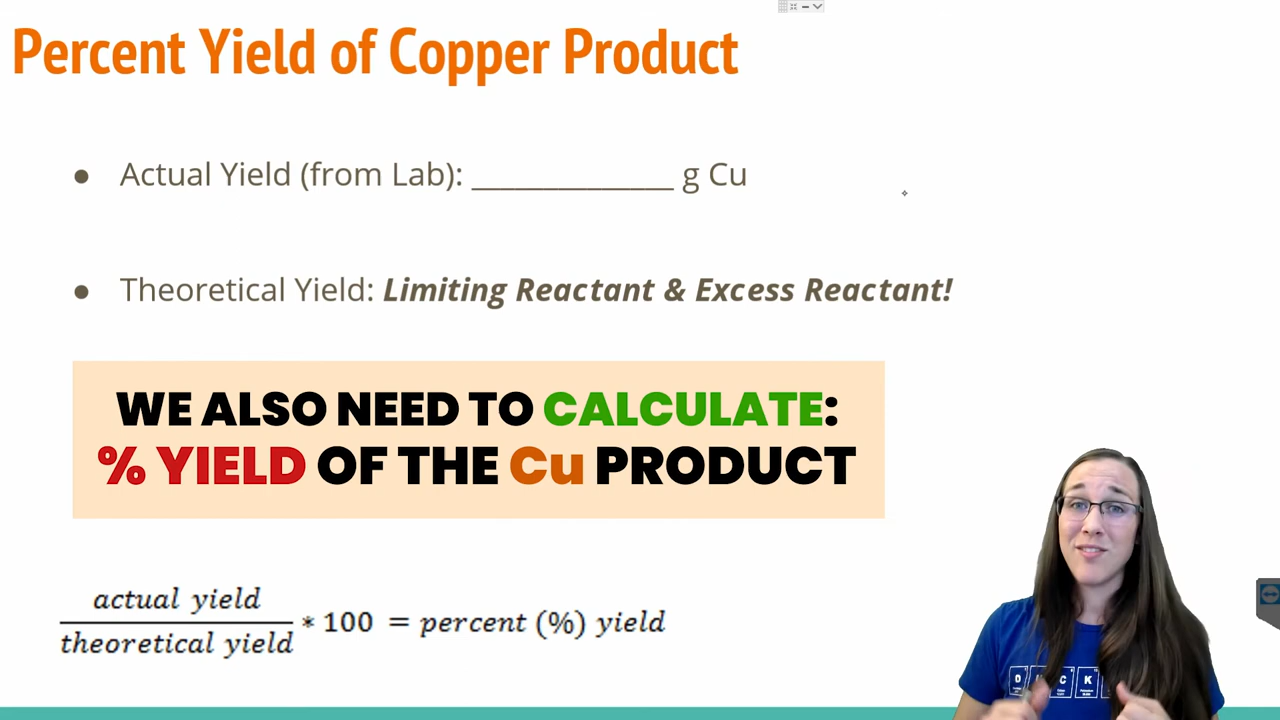 Percent Yield of Copper Product
● Actual Yield (from Lab): _____________ g Cu
● Theoretical Yield: Limiting Reactant & Excess Reactant!
WE ALSO NEED TO CALCULATE:
% YIELD OF THE Cu PRODUCT
actual yield
theoretical yield
* 100 = percent (%) yield
D C K